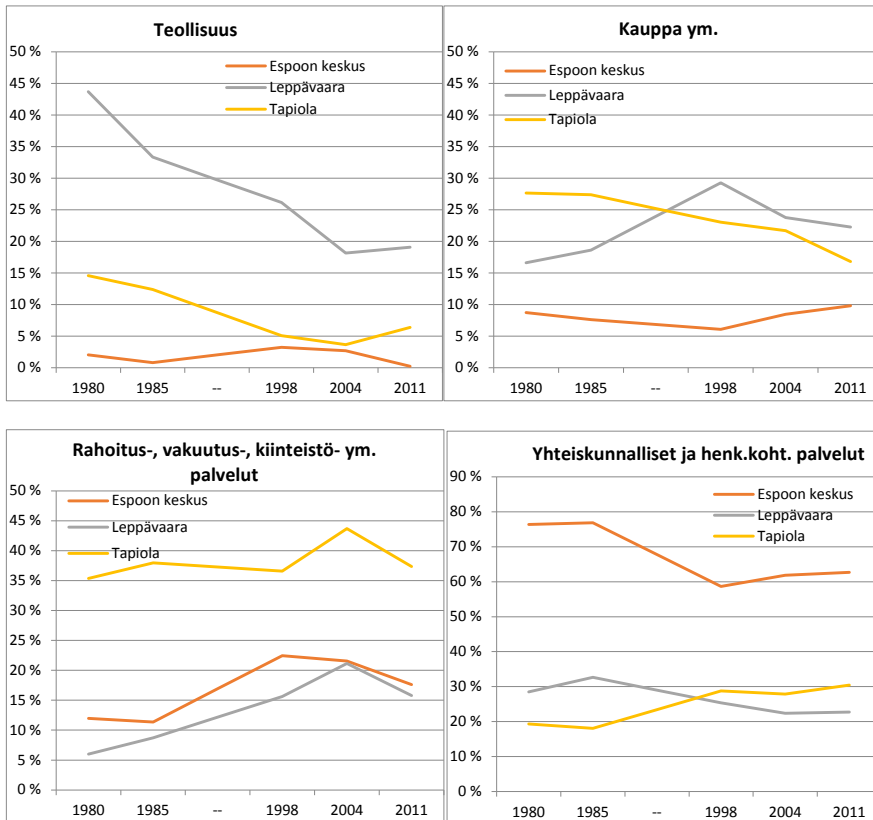 Teollisuus
50 %
45 %
40 %
35 %
30 %
25 %
20 %
15 %
10 %
5 %
0 %
Espoon keskus
Leppävaara
Tapiola
1980 1985 -- 1998 2004 2011
Kauppa ym.
50 %
45 %
40 %
35 %
30 %
25 %
20 %
15 %
10 %
5 %
0 %
Espoon keskus
Leppävaara
Tapiola
1980 1985 -- 1998 2004 2011
Rahoitus-, vakuutus-, kiinteistö- ym.
palvelut
50 %
45 %
40 %
35 %
30 %
25 %
20 %
15 %
10 %
5 %
0 %
Espoon keskus
Leppävaara
Tapiola
1980 1985 -- 1998 2004 2011
Yhteiskunnalliset ja henk.koht. palvelut
90 %
80 %
70 %
60 %
50 %
40 %
30 %
20 %
10 %
0 %
Espoon keskus
Leppävaara
Tapiola
1980 1985 -- 1998 2004 2011